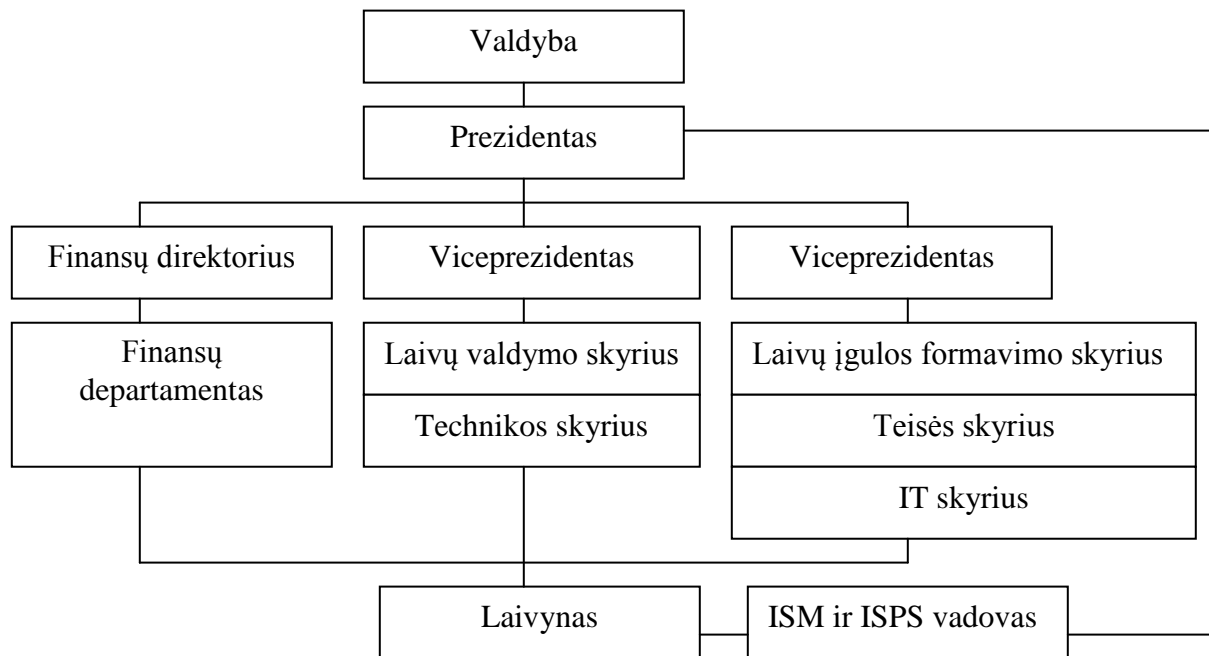 Valdyba
Prezidentas
Finansų direktorius
Viceprezidentas
Viceprezidentas
Finansų
departamentas
Laivų valdymo skyrius
Technikos skyrius
Laivų įgulos formavimo skyrius
Teisės skyrius
IT skyrius
Laivynas
ISM ir ISPS vadovas